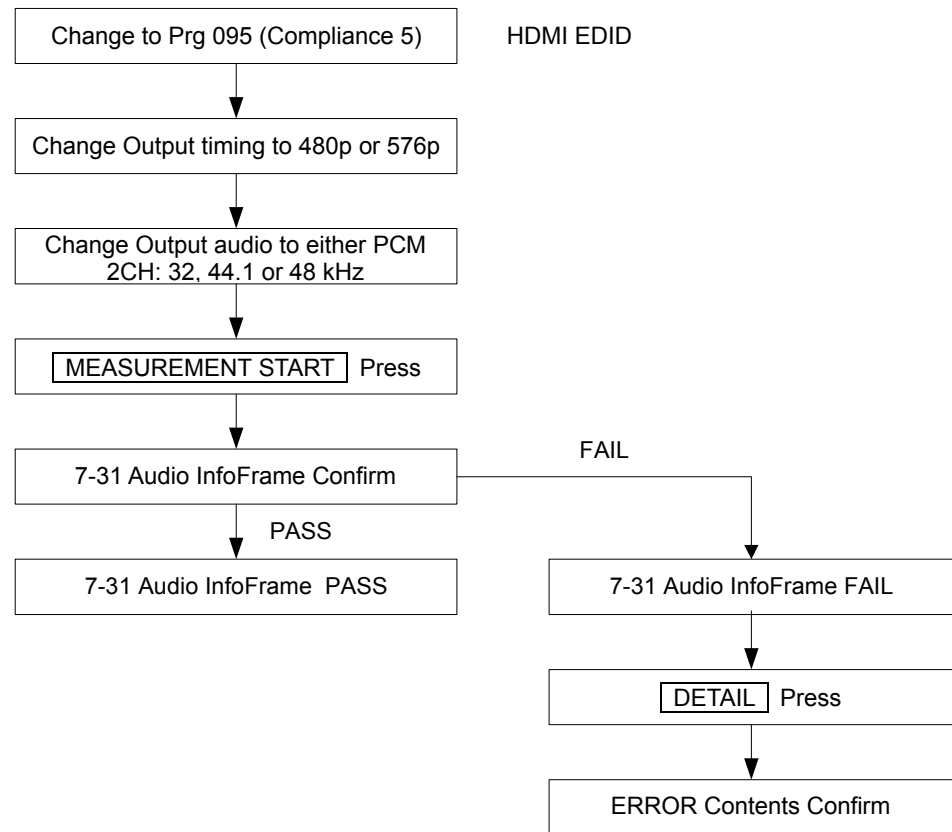 Change to Prg 095 (Compliance 5)
HDMI EDID
Change Output timing to 480p or 576p
Change Output audio to either PCM
2CH: 32, 44.1 or 48 kHz
MEASUREMENT START Press
7-31 Audio InfoFrame Confirm
FAIL
PASS
7-31 Audio InfoFrame PASS
7-31 Audio InfoFrame FAIL
DETAIL Press
ERROR Contents Confirm